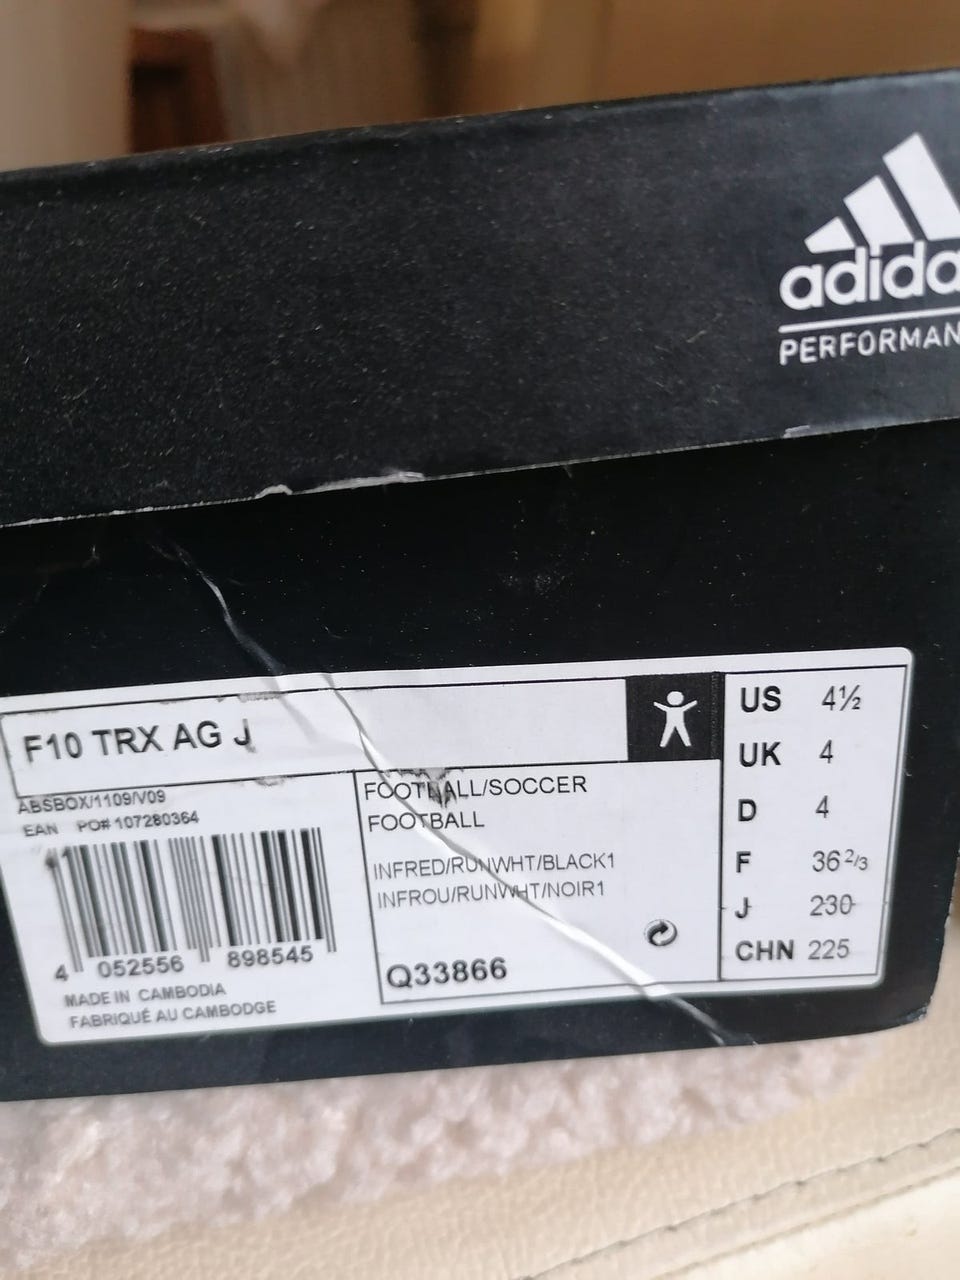 adida
PERFORMAN
F10 TRX AG J
ABSBOX/1109/V09
EAN PO# 107280364
4 052556 898545
MADE IN CAMBODIA
FABRIQUÉ AU CAMBODGE
FOOTBALL/SOCCER
FOOTBALL
INFRED/RUNWHT/BLACK1
INFROU/RUNWHT/NOIR1
Q33866
US 4½
UK 4
D 4
F 36 2/3
J 230
CHN 225